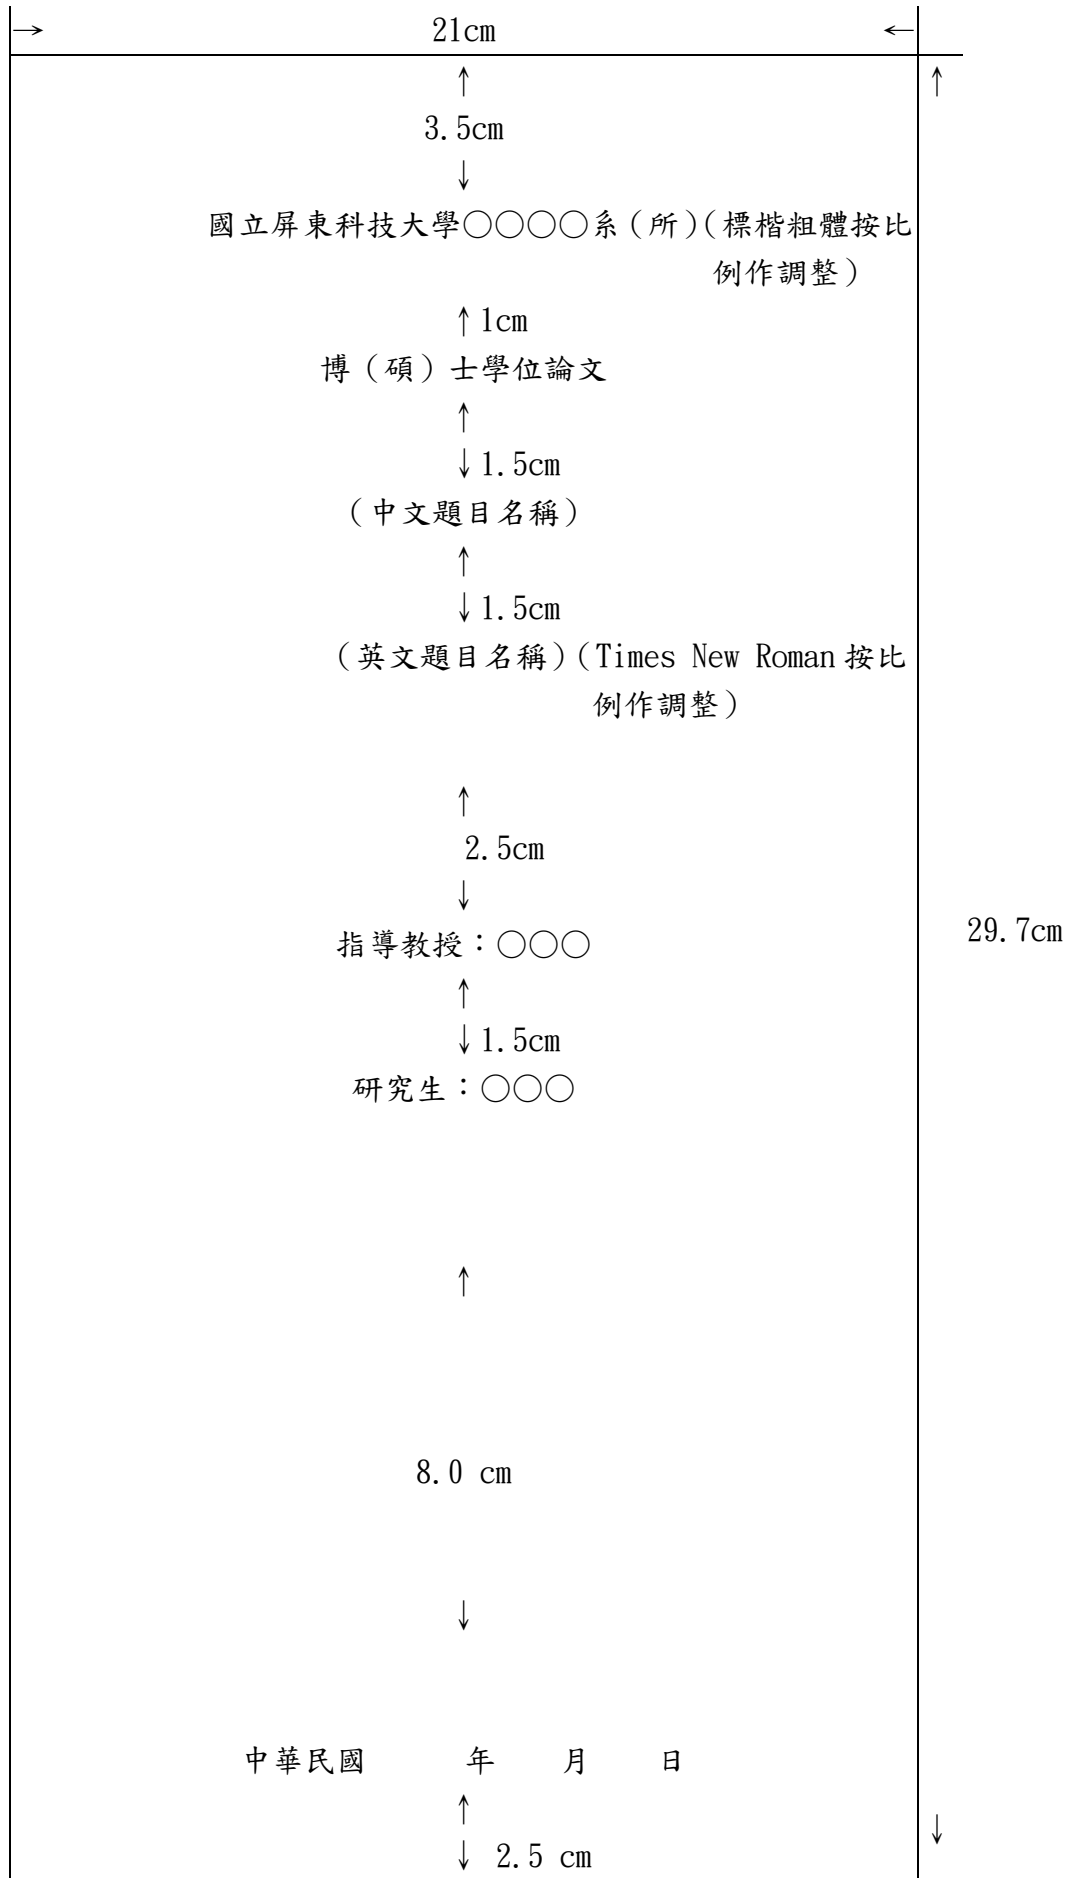 → 21cm ←
↑ ↑
3.5cm
↓
國立屏東科技大學○○○○系(所)(標楷粗體按比
例作調整)
↑1cm
博(碩)士學位論文
↑
↓1.5cm
(中文題目名稱)
↑
↓1.5cm
(英文題目名稱)(Times New Roman 按比
例作調整)
↑
2.5cm
↓
29.7cm
指導教授:○○○
↑
↓1.5cm
研究生:○○○
↑
8.0 cm
↓
中華民國 年 月 日
↑
↓ 2.5 cm ↓